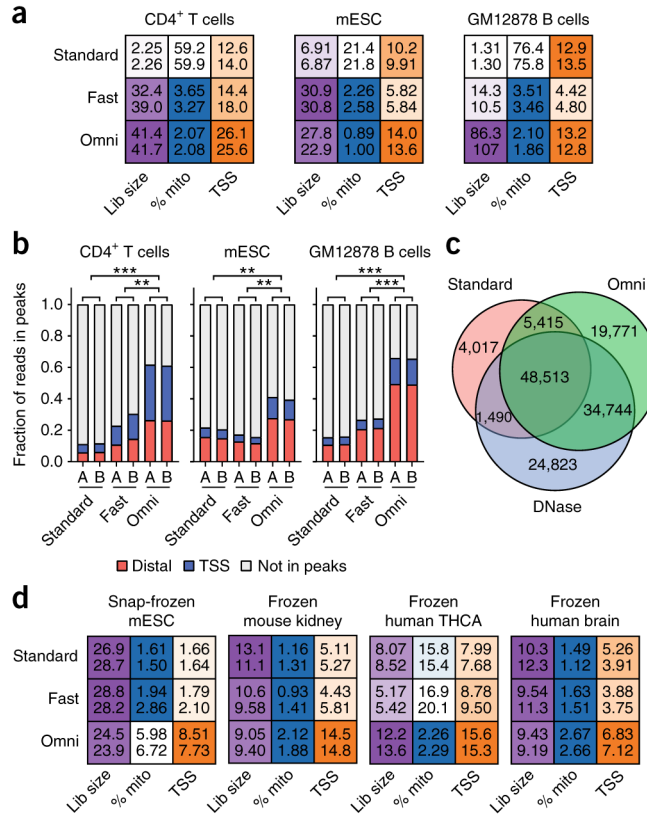 a
CD4+ T cells mESC GM12878 B cells
Standard 2.25 59.2 12.6 6.91 21.4 10.2 1.31 76.4 12.9
2.26 59.9 14.0 6.87 21.8 9.91 1.30 75.8 13.5
Fast 32.4 3.65 14.4 30.9 2.26 5.82 14.3 3.51 4.42
39.0 3.27 18.0 30.8 2.58 5.84 10.5 3.46 4.80
Omni 41.4 2.07 26.1 27.8 0.89 14.0 86.3 2.10 13.2
41.7 2.08 25.6 22.9 1.00 13.6 107 1.86 12.8
Lib size % mito TSS Lib size % mito TSS Lib size % mito TSS
b
CD4+ T cells mESC GM12878 B cells
*** ** ***
** ** ***
Fraction of reads in peaks
1.0
0.8
0.6
0.4
0.2
0.0
A B A B A B A B A B A B A B A B A B
Standard Fast Omni Standard Fast Omni Standard Fast Omni
Distal TSS Not in peaks
c
Standard Omni
5,415
4,017 19,771
48,513
1,490 34,744
24,823
DNase
d
Snap-frozen mESC
Frozen mouse kidney
Frozen human THCA
Frozen human brain
Standard 26.9 1.61 1.66 13.1 1.16 5.11 8.07 15.8 7.99 10.3 1.49 5.26
28.7 1.50 1.64 11.1 1.31 5.27 8.52 15.4 7.68 12.3 1.12 3.91
Fast 28.8 1.94 1.79 10.6 0.93 4.43 5.17 16.9 8.78 9.54 1.63 3.88
28.2 2.86 2.10 9.58 1.41 5.81 5.42 20.1 9.50 11.3 1.51 3.75
Omni 24.5 5.98 8.51 9.05 2.12 14.5 12.2 2.26 15.6 9.43 2.67 6.83
23.9 6.72 7.73 9.40 1.88 14.8 13.6 2.29 15.3 9.19 2.66 7.12
Lib size % mito TSS Lib size % mito TSS Lib size % mito TSS Lib size % mito TSS